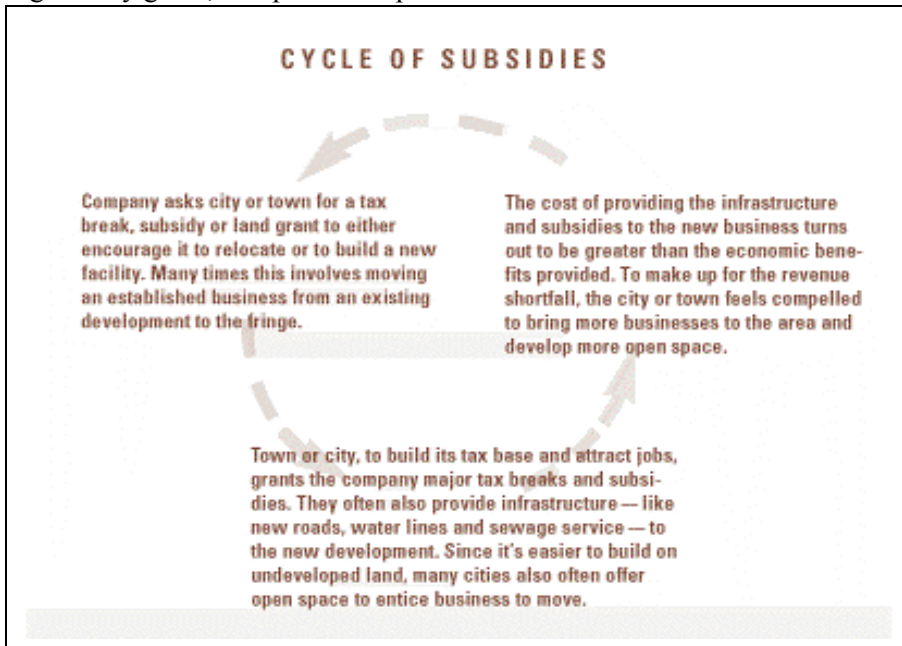 CYCLE OF SUBSIDIES
Company asks city or town for a tax
break, subsidy or land grant to either
encourage it to relocate or to build a new
facility. Many times this involves moving
an established business from an existing
development to the fringe.
The cost of providing the infrastructure
and subsidies to the new business turns
out to be greater than the economic bene-
fits provided. To make up for the revenue
shortfall, the city or town feels compelled
to bring more businesses to the area and
develop more open space.
Town or city, to build its tax base and attract jobs,
grants the company major tax breaks and subsi-
dies. They often also provide infrastructure — like
new roads, water lines and sewage service — to
the new development. Since it's easier to build on
undeveloped land, many cities also often offer
open space to entice business to move.